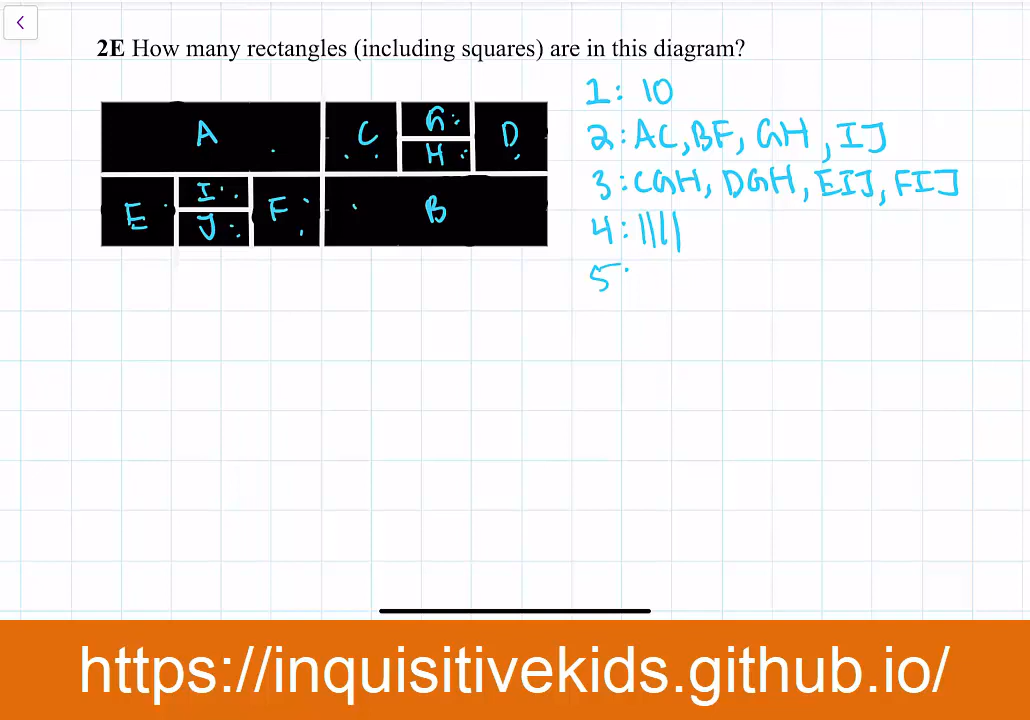 2E How many rectangles (including squares) are in this diagram?
1: 10
A C G: D
2: AC, BF, GH, IJ
H
3: CGH, DGH, EIJ, FIJ
E I F B
J
4: ||||
5:
https://inquisitivekids.github.io/